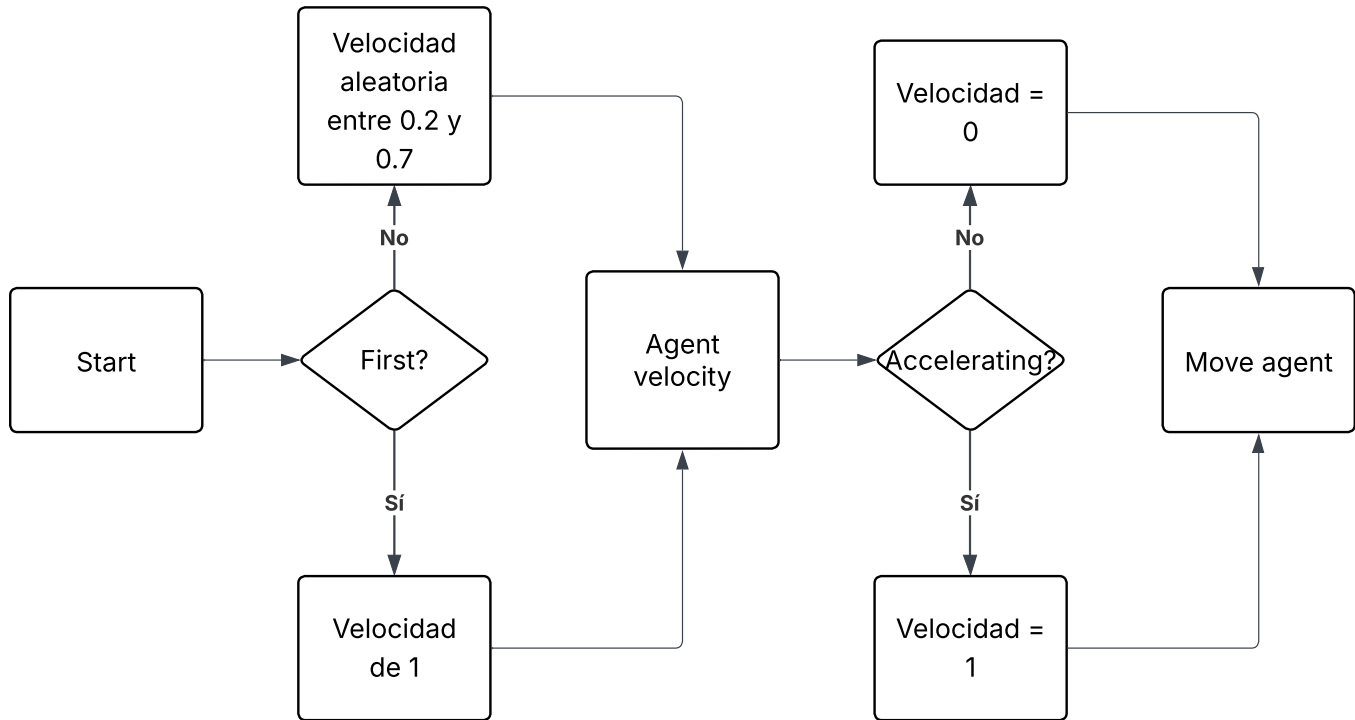 Start
First?
No
Velocidad
aleatoria
entre 0.2 y
0.7
Sí
Velocidad
de 1
Agent
velocity
Accelerating?
No
Velocidad =
0
Sí
Velocidad =
1
Move agent